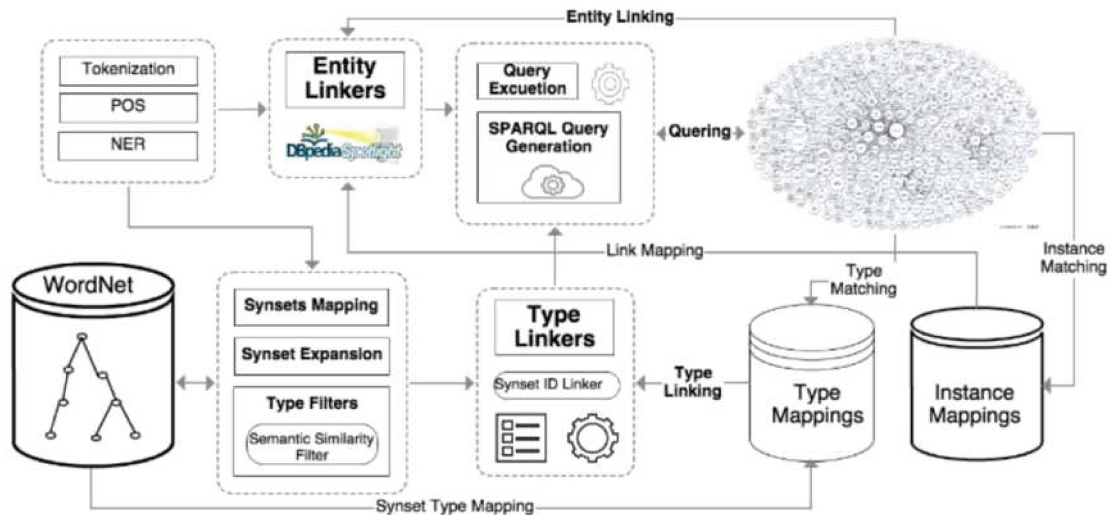 Entity Linking
Tokenization
POS
NER
Entity
Linkers
DBpedia Spotlight
Query
Excuetion
SPARQL Query
Generation
Quering
Link Mapping
Instance
Matching
Type
Matching
WordNet
Synsets Mapping
Synset Expansion
Type Filters
Semantic Similarity
Filter
Type
Linkers
Synset ID Linker
Type
Linking
Type
Mappings
Instance
Mappings
Synset Type Mapping